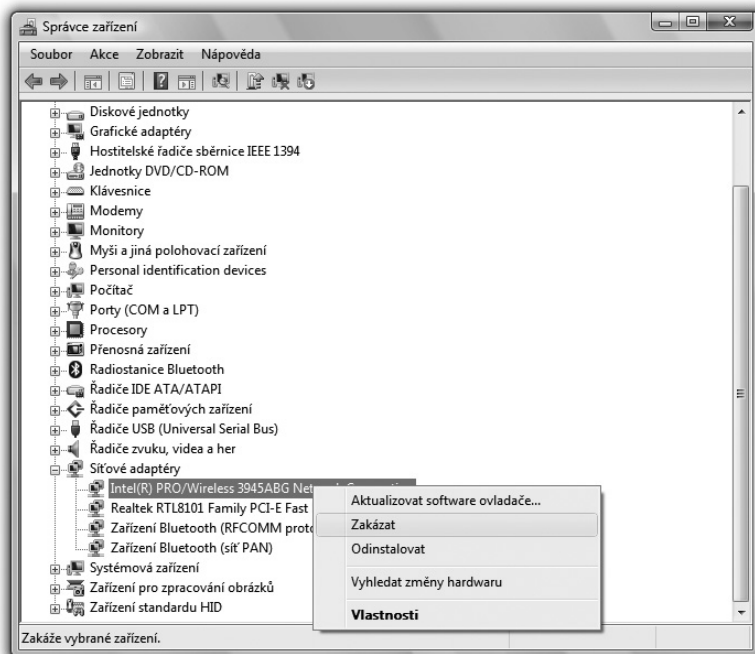 Správce zařízení
Soubor Akce Zobrazit Nápověda
Diskové jednotky
Grafické adaptéry
Hostitelské řadiče sběrnice IEEE 1394
Jednotky DVD/CD-ROM
Klávesnice
Modemy
Monitory
Myši a jiná polohovací zařízení
Personal identification devices
Počítač
Porty (COM a LPT)
Procesory
Přenosná zařízení
Radiostanice Bluetooth
Řadiče IDE ATA/ATAPI
Řadiče paměťových zařízení
Řadiče USB (Universal Serial Bus)
Řadiče zvuku, videa a her
Síťové adaptéry
Intel(R) PRO/Wireless 3945ABG
Realtek RTL8101 Family PCI-E Fast
Zařízení Bluetooth (RFCOMM
Zařízení Bluetooth (síť PAN)
Systémová zařízení
Zařízení pro zpracování obrázků
Zařízení standardu HID
Aktualizovat software ovladače...
Zakázat
Odinstalovat
Vyhledat změny hardwaru
Vlastnosti
Zakáže vybrané zařízení.